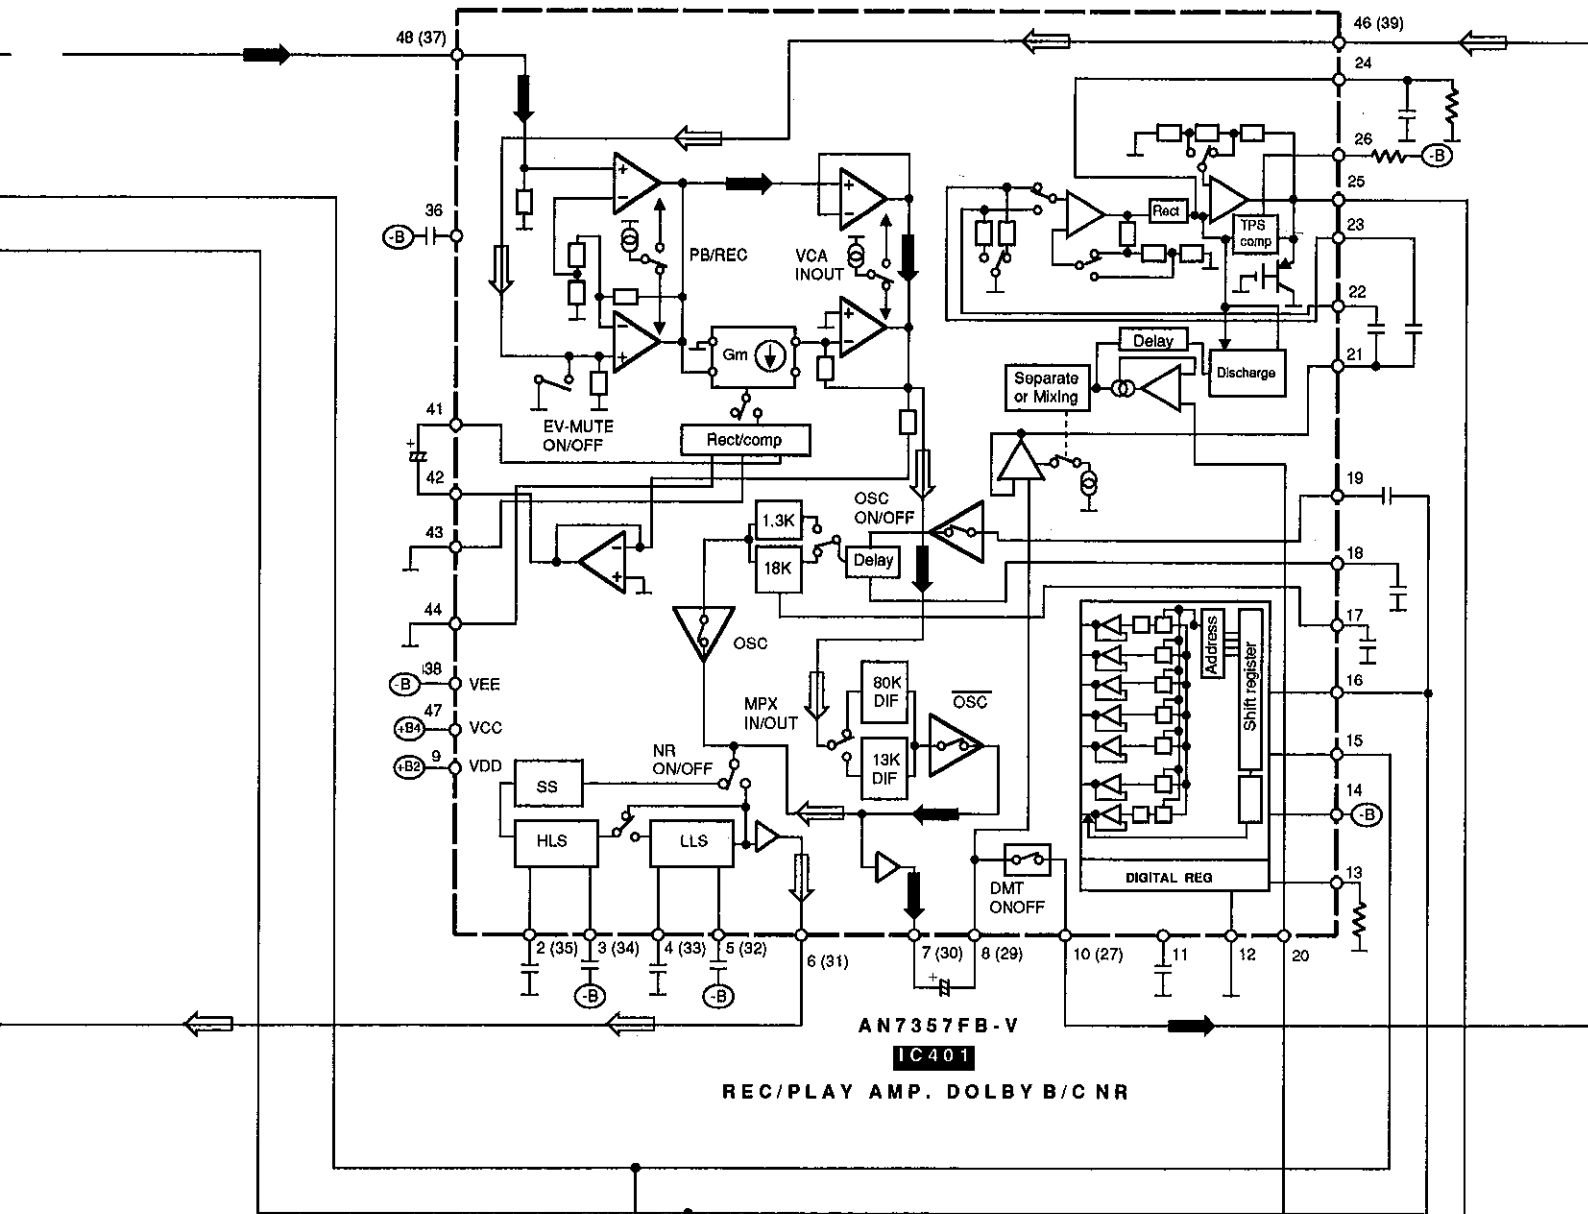 48 (37)
46 (39)
24
26
-B
25
36
-B
PB/REC
VCA
INOUT
Rect
TPS
comp
23
22
Gm
Delay
Discharge
21
Separate
or Mixing
41
EV-MUTE
ON/OFF
Rect/comp
+
42
OSC
ON/OFF
19
1.3K
43
18K
Delay
18
44
OSC
17
Address
Shift register
38
-B
VEE
80K
DIF
OSC
16
47
+B4
VCC
MPX
IN/OUT
9
+B2
VDD
NR
ON/OFF
13K
DIF
15
SS
14
-B
HLS
LLS
DIGITAL REG
13
DMT
ONOFF
2 (35)
3 (34)
4 (33)
5 (32)
6 (31)
7 (30)
8 (29)
10 (27)
11
12
20
-B
-B
+
AN7357FB-V
IC401
REC/PLAY AMP. DOLBY B/C NR